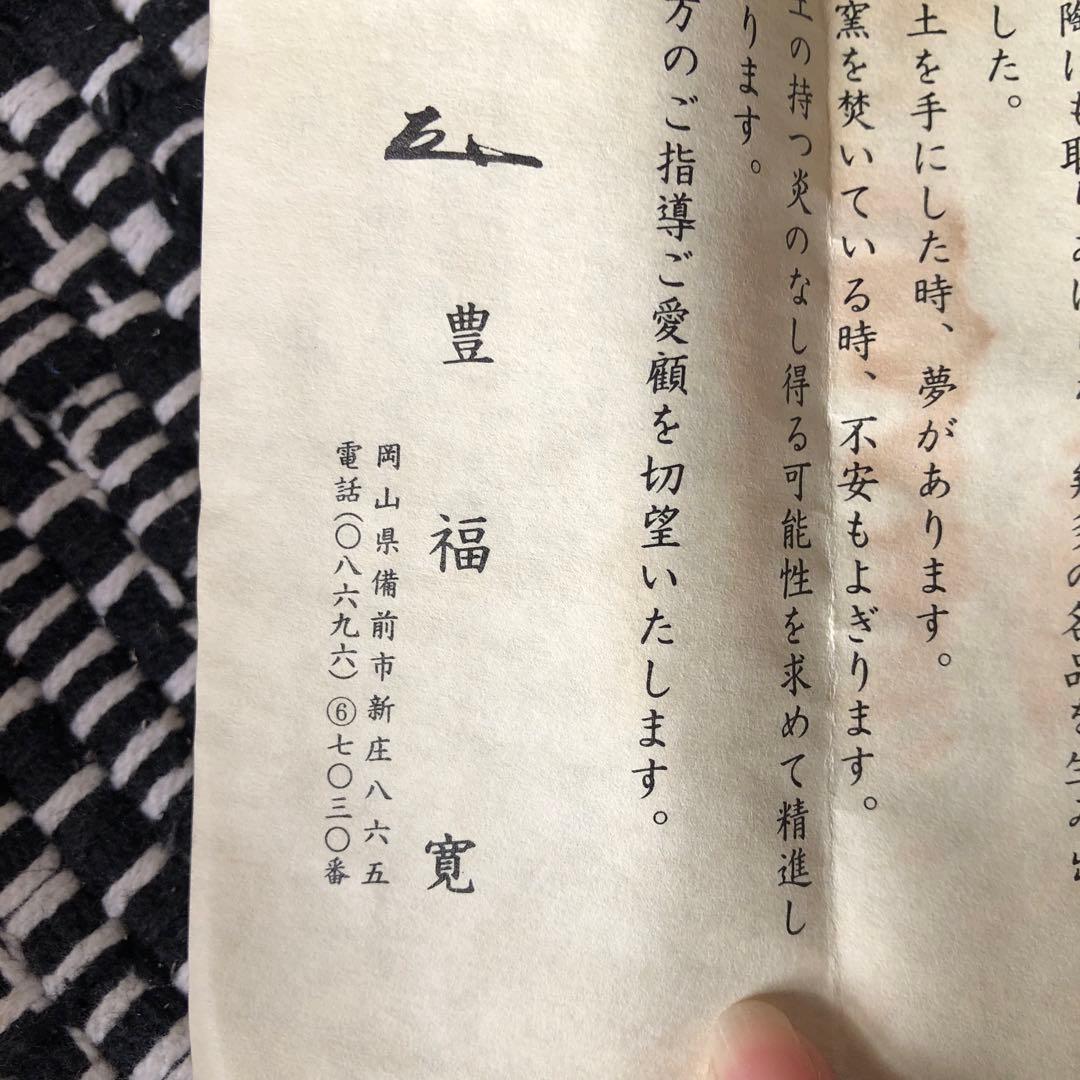 した。
土を手にした時、夢があります。
窯を焚いている時、不安もよぎります。
の持つ炎のなし得る可能性を求めて精進し
ります。
方のご指導ご愛顧を切望いたします。
豊福寛
岡山県備前市新庄八六五
電話(〇八六九六)⑥七〇三〇番